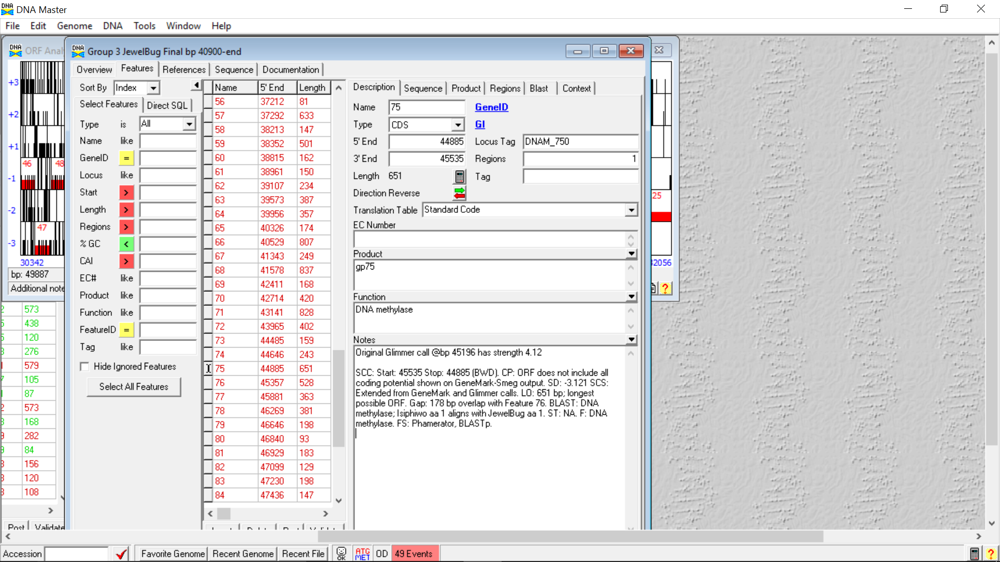 DNA Master
File Edit Genome DNA Tools Window Help
DNA ORF Anal
Group 3 JewelBug Final bp 40900-end
Overview Features References Sequence Documentation
Sort By Index
Select Features Direct SQL
Type is All
Name like
GeneID =
Locus like
Start >
Length >
Regions >
% GC <
CAI >
EC# like
Product like
Function like
FeatureID =
Tag like
Hide Ignored Features
Select All Features
Name 5' End Length
56 37212 81
57 37292 633
58 38213 147
59 38352 501
60 38815 162
61 38961 150
62 39107 234
63 39573 387
64 39956 357
65 40326 174
66 40529 807
67 41343 249
68 41578 837
69 42411 168
70 42714 420
71 43141 828
72 43965 402
73 44485 159
74 44646 243
75 44885 651
76 45357 528
77 45881 363
78 46269 381
79 46646 198
80 46840 93
81 46929 183
82 47099 129
83 47230 198
84 47436 147
Description Sequence Product Regions Blast Context
Name 75 GeneID
Type CDS GI
5' End 44885 Locus Tag DNAM_750
3' End 45535 Regions 1
Length 651 Tag
Direction Reverse
Translation Table Standard Code
EC Number
Product
gp75
Function
DNA methylase
Notes
Original Glimmer call @bp 45196 has strength 4.12
SCC: Start: 45535 Stop: 44885 (BWD). CP: ORF does not include all
coding potential shown on GeneMark-Smeg output. SD: -3.121 SCS:
Extended from GeneMark and Glimmer calls. LO: 651 bp; longest
possible ORF. Gap: 178 bp overlap with Feature 76. BLAST: DNA
methylase; Isiphiwo aa 1 aligns with JewelBug aa 1. ST: NA. F: DNA
methylase. FS: Phamerator, BLASTp.
+3
+2
+1
46 48
-1
-2
47
-3
30342
bp: 49887
Additional note
25
2056
573
438
120
276
579
105
87
573
168
282
84
156
120
108
Post Validate
Accession Favorite Genome Recent Genome Recent File OK ATG MET OD 49 Events